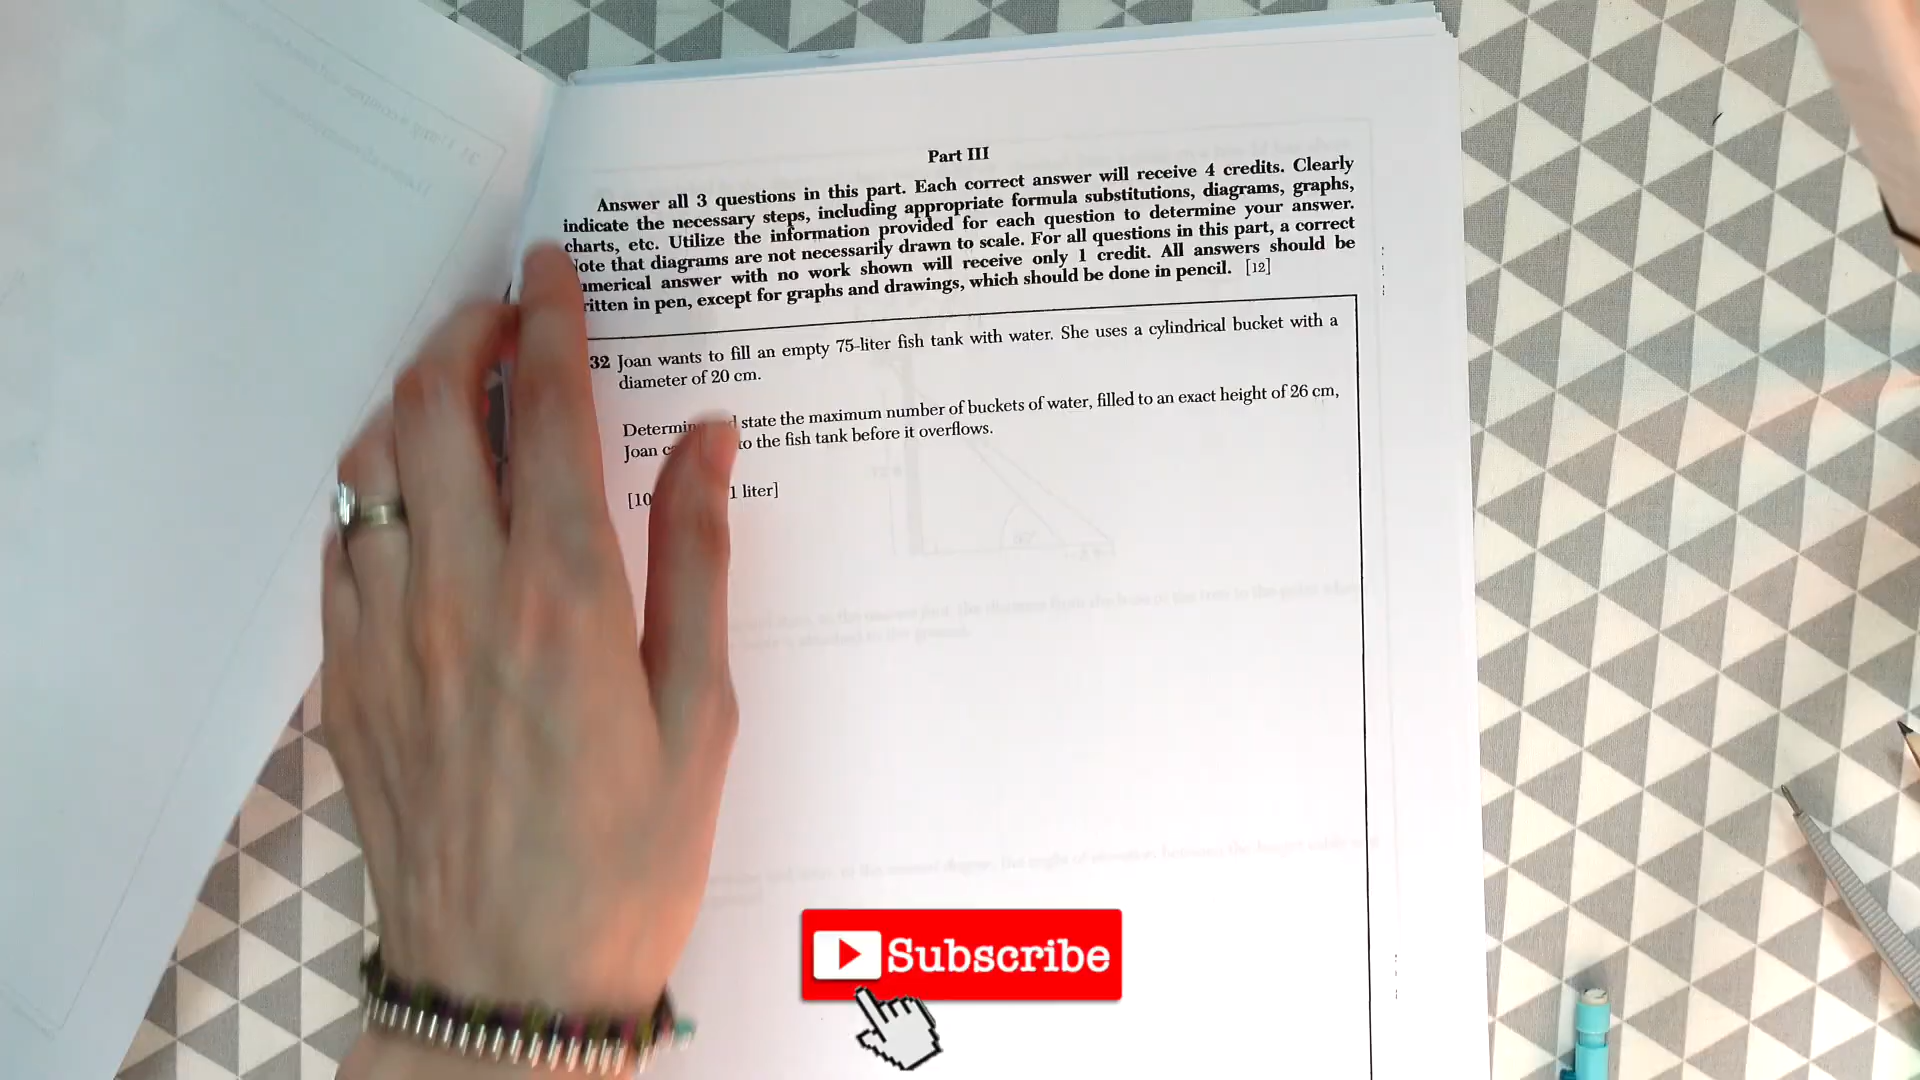 Part III
Answer all 3 questions in this part. Each correct answer will receive 4 credits. Clearly
indicate the necessary steps, including appropriate formula substitutions, diagrams, graphs,
charts, etc. Utilize the information provided for each question to determine your answer.
ote that diagrams are not necessarily drawn to scale. For all questions in this part, a correct
umerical answer with no work shown will receive only 1 credit. All answers should be
ritten in pen, except for graphs and drawings, which should be done in pencil. [12]
32 Joan wants to fill an empty 75-liter fish tank with water. She uses a cylindrical bucket with a
diameter of 20 cm.
Determin d state the maximum number of buckets of water, filled to an exact height of 26 cm,
Joan c to the fish tank before it overflows.
[10 1 liter]
Subscribe